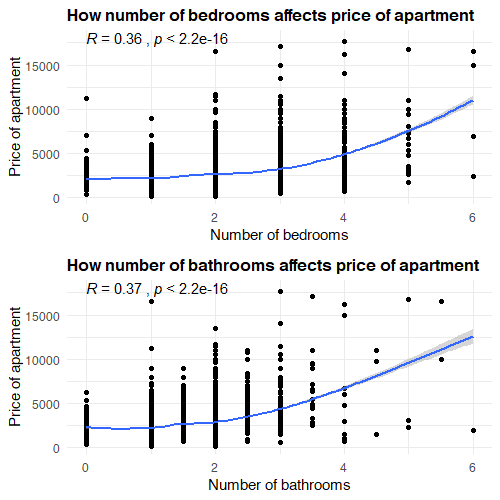 How number of bedrooms affects price of apartment
R = 0.36 , p < 2.2e-16
Price of apartment
15000
10000
5000
0
0 2 4 6
Number of bedrooms
How number of bathrooms affects price of apartment
R = 0.37 , p < 2.2e-16
Price of apartment
15000
10000
5000
0
0 2 4 6
Number of bathrooms